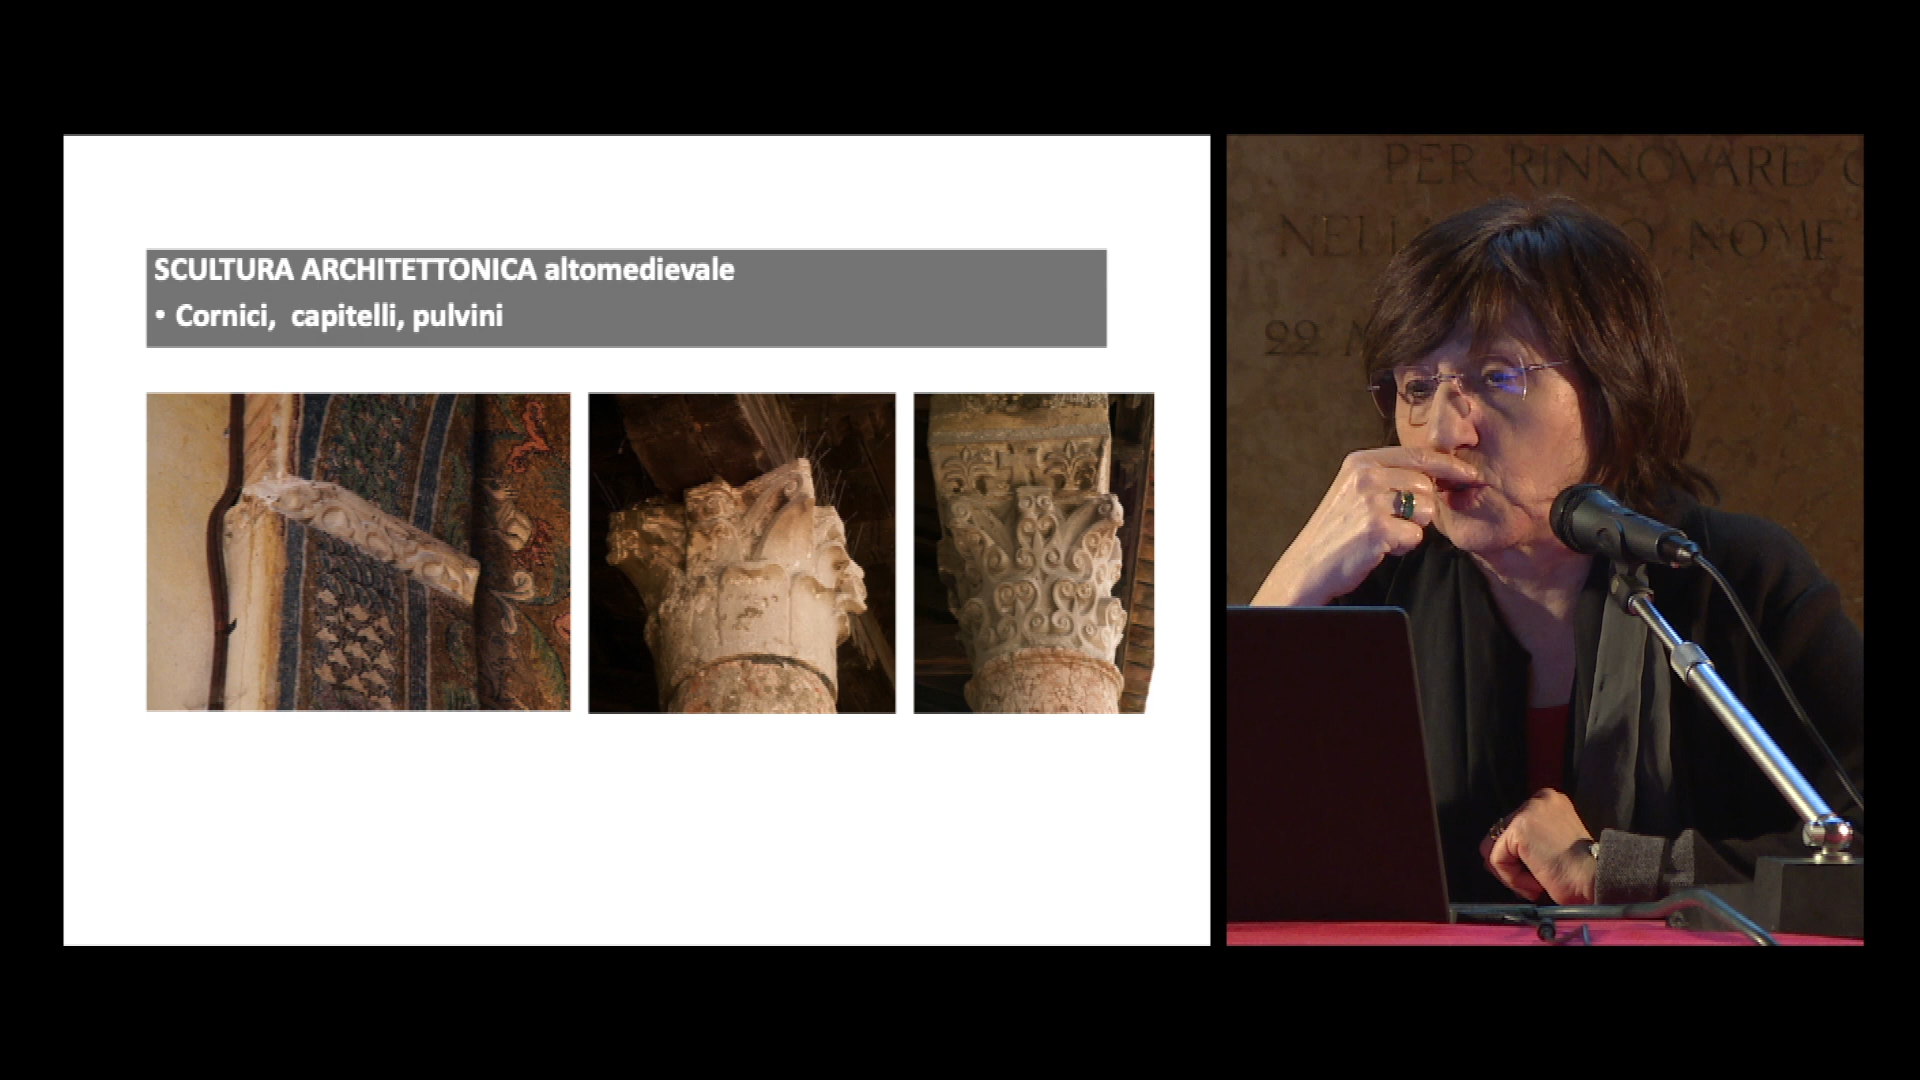 SCULTURA ARCHITETTONICA altomedievale
• Cornici, capitelli, pulvini
PER RINNOVARE
NOME
22